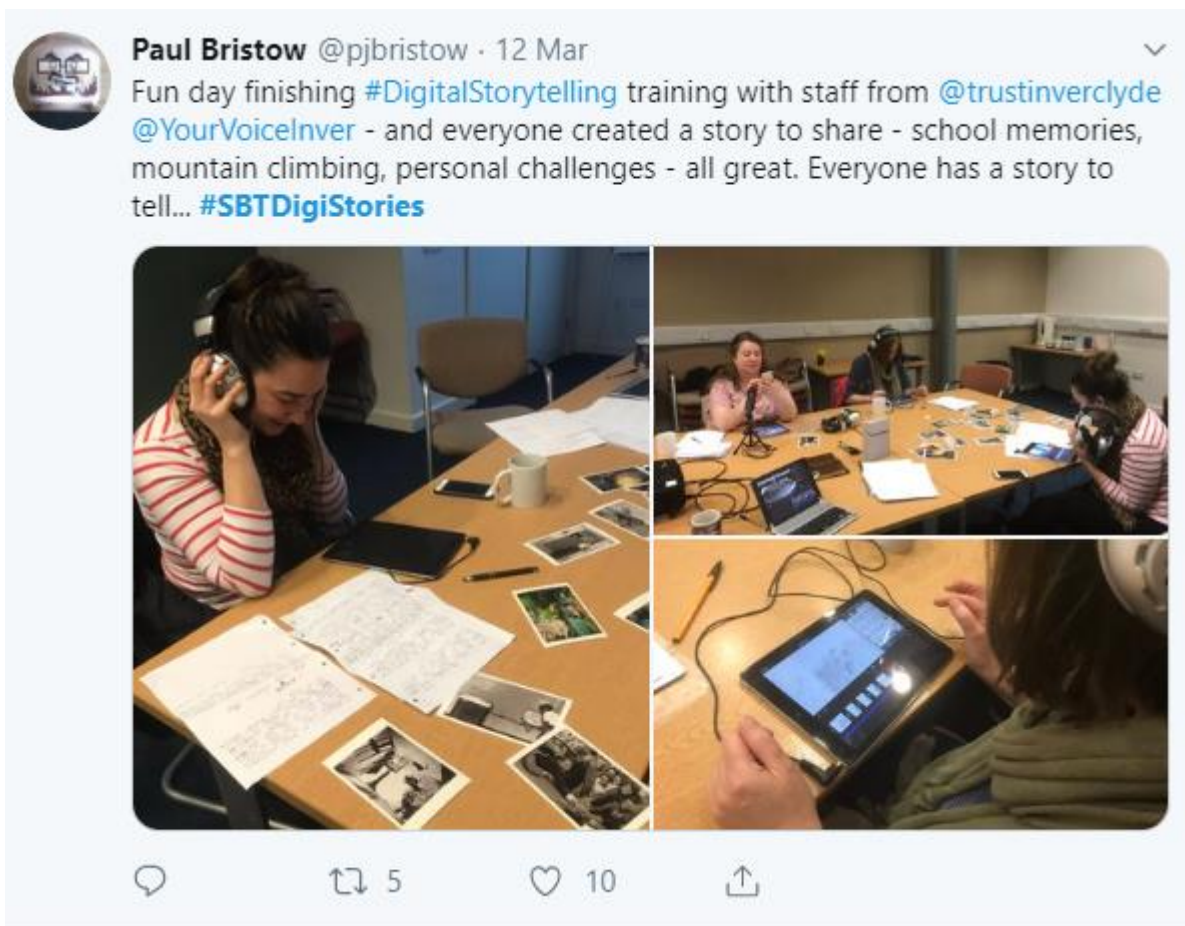 Paul Bristow @pjbristow · 12 Mar
Fun day finishing #DigitalStorytelling training with staff from @trustinverclyde
@YourVoiceInver - and everyone created a story to share - school memories,
mountain climbing, personal challenges - all great. Everyone has a story to
tell... #SBTDigiStories
5
10